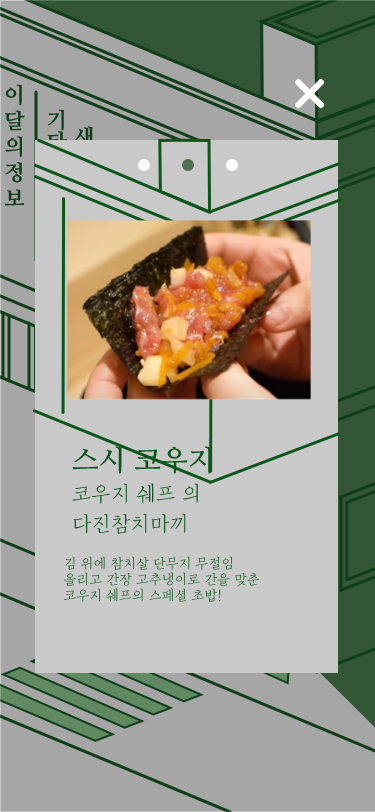 이
달
의
정
보
기
스시 코우지
코우지 쉐프 의
다진참치마끼
김 위에 참치살 단무지 무절임
올리고 간장 고추냉이로 간을 맞춘
코우지 쉐프의 스페셜 초밥!